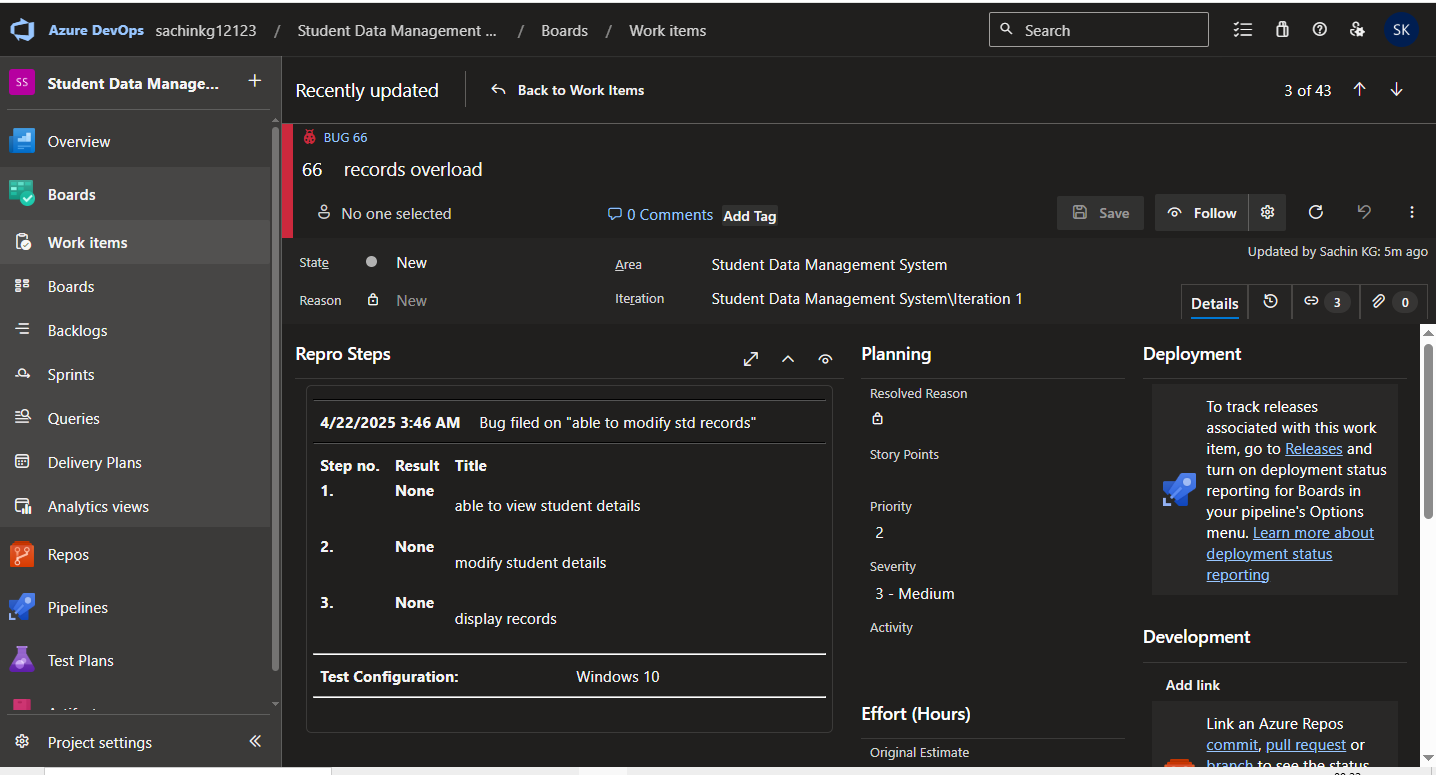 Azure DevOps sachinkg12123 / Student Data Management ... / Boards / Work items Search SK
SS Student Data Manage... +
Overview
Boards
Work items
Boards
Backlogs
Sprints
Queries
Delivery Plans
Analytics views
Repos
Pipelines
Test Plans
Project settings
Recently updated Back to Work Items 3 of 43
BUG 66
66 records overload
No one selected 0 Comments Add Tag Save Follow
Updated by Sachin KG: 5m ago
State New Area Student Data Management System
Reason New Iteration Student Data Management System\Iteration 1
Details 3 0
Repro Steps
4/22/2025 3:46 AM Bug filed on "able to modify std records"
Step no. Result Title
1. None able to view student details
2. None modify student details
3. None display records
Test Configuration: Windows 10
Planning
Resolved Reason
Story Points
Priority
2
Severity
3 - Medium
Activity
Effort (Hours)
Original Estimate
Deployment
To track releases
associated with this work
item, go to Releases and
turn on deployment status
reporting for Boards in
your pipeline's Options
menu. Learn more about
deployment status
reporting
Development
Add link
Link an Azure Repos
commit, pull request or
branch to see the status